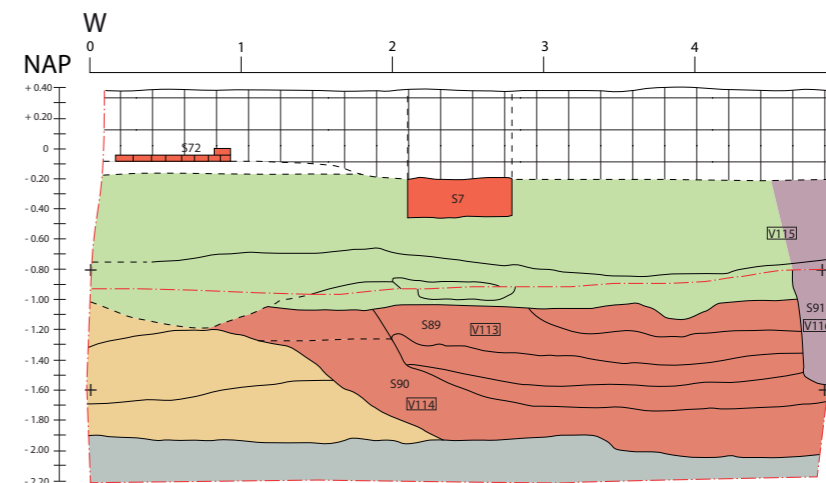 W
0 1 2 3 4
NAP
+ 0.40
+ 0.20
0
- 0.20
- 0.40
- 0.60
- 0.80
- 1.00
- 1.20
- 1.40
- 1.60
- 1.80
- 2.00
- 2.20
S72
S7
V115
S91
S89
V113
S90
V114